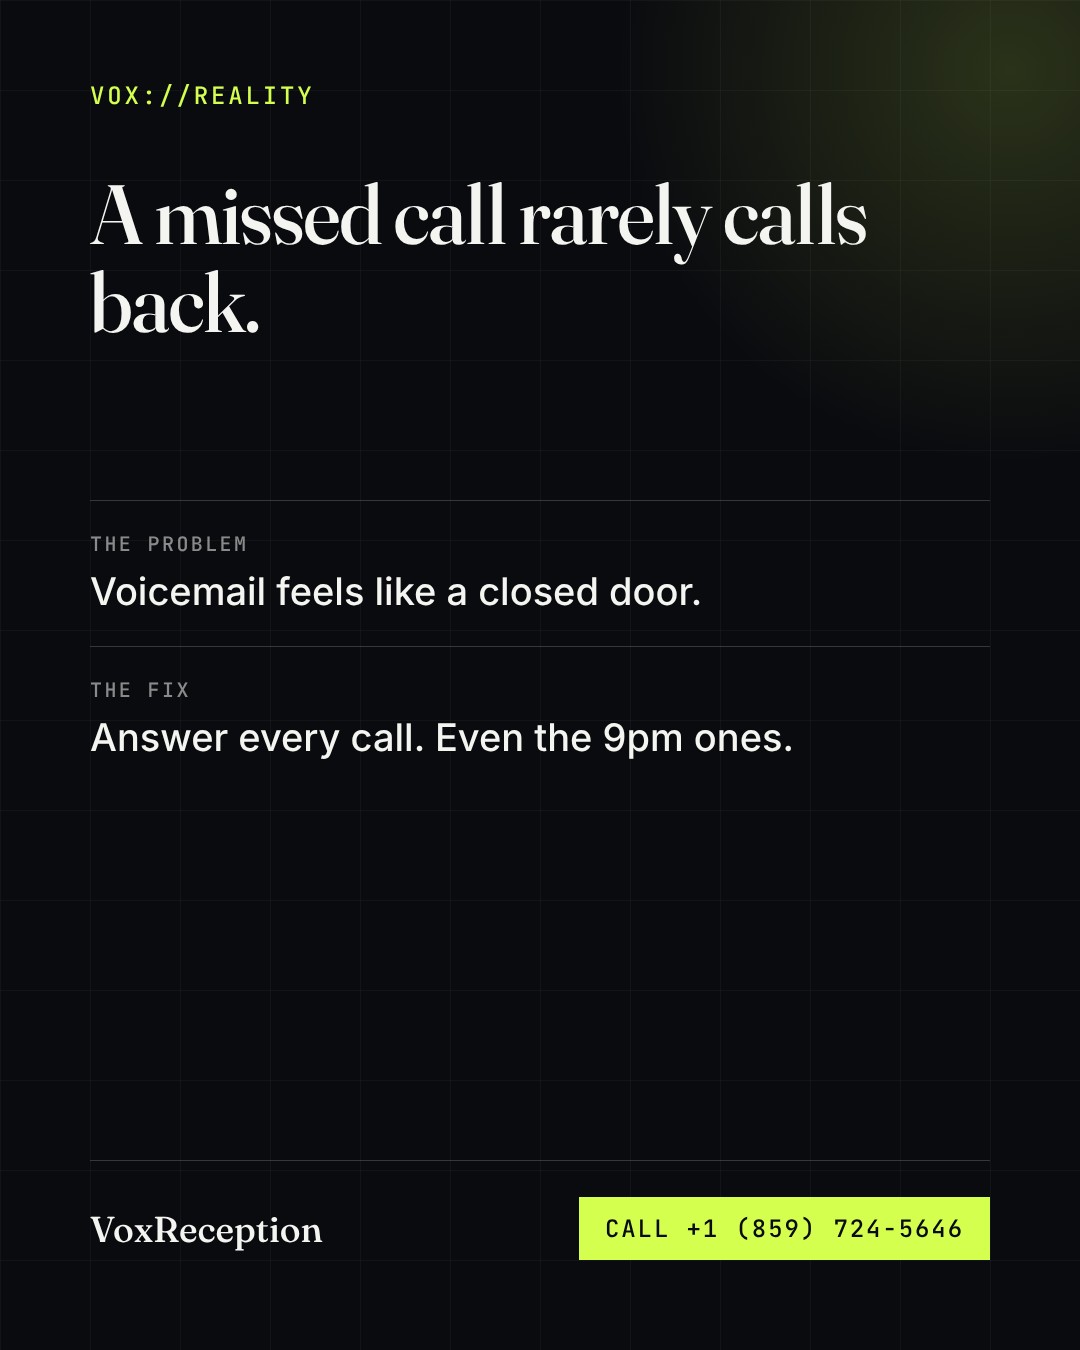 VOX://REALITY
A missed call rarely calls
back.
THE PROBLEM
Voicemail feels like a closed door.
THE FIX
Answer every call. Even the 9pm ones.
VoxReception
CALL +1 (859) 724-5646